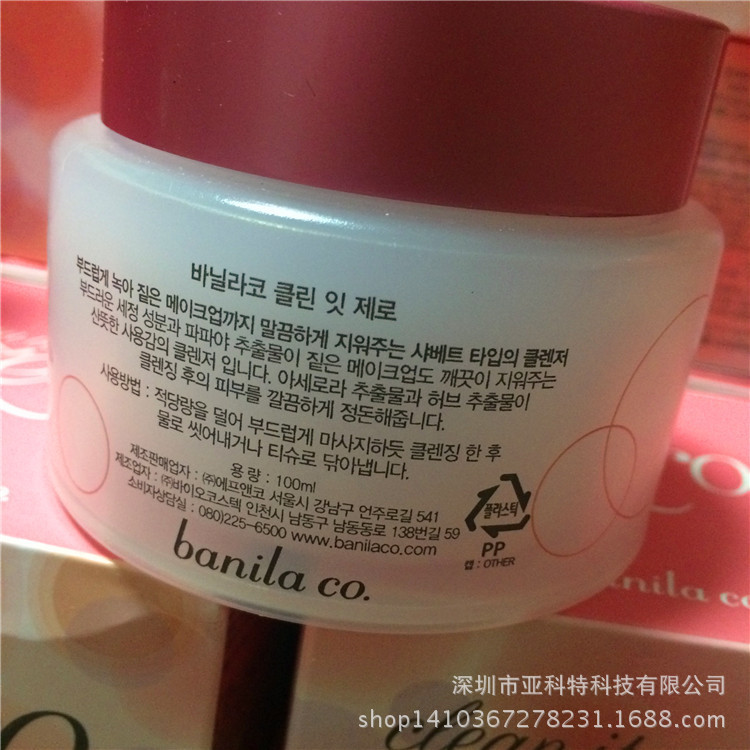 바닐라코 클린 잇 제로
부드럽게 녹아 짙은 메이크업까지 말끔하게 지워주는 샤베트 타입의 클렌저
부드러운 세정 성분과 파파야 추출물이 짙은 메이크업도 깨끗이 지워주는
산뜻한 사용감의 클렌저 입니다. 아세로라 추출물과 허브 추출물이
클렌징 후의 피부를 깔끔하게 정돈해줍니다.
사용방법 : 적당량을 덜어 부드럽게 마사지하듯 클렌징 한 후
물로 씻어내거나 티슈로 닦아냅니다.
용 량 : 100ml
제조판매업자 : ㈜에프앤코 서울시 강남구 언주로길 541
제조업자 : ㈜바이오코스텍 인천시 남동구 남동동로 138번길 59
소비자상담실 : 080)225-6500 www.banilaco.com
플라스틱
PP
캡 : OTHER
banila co.
nila co
cleanit
深圳市亚科特科技有限公司
shop1410367278231.1688.com